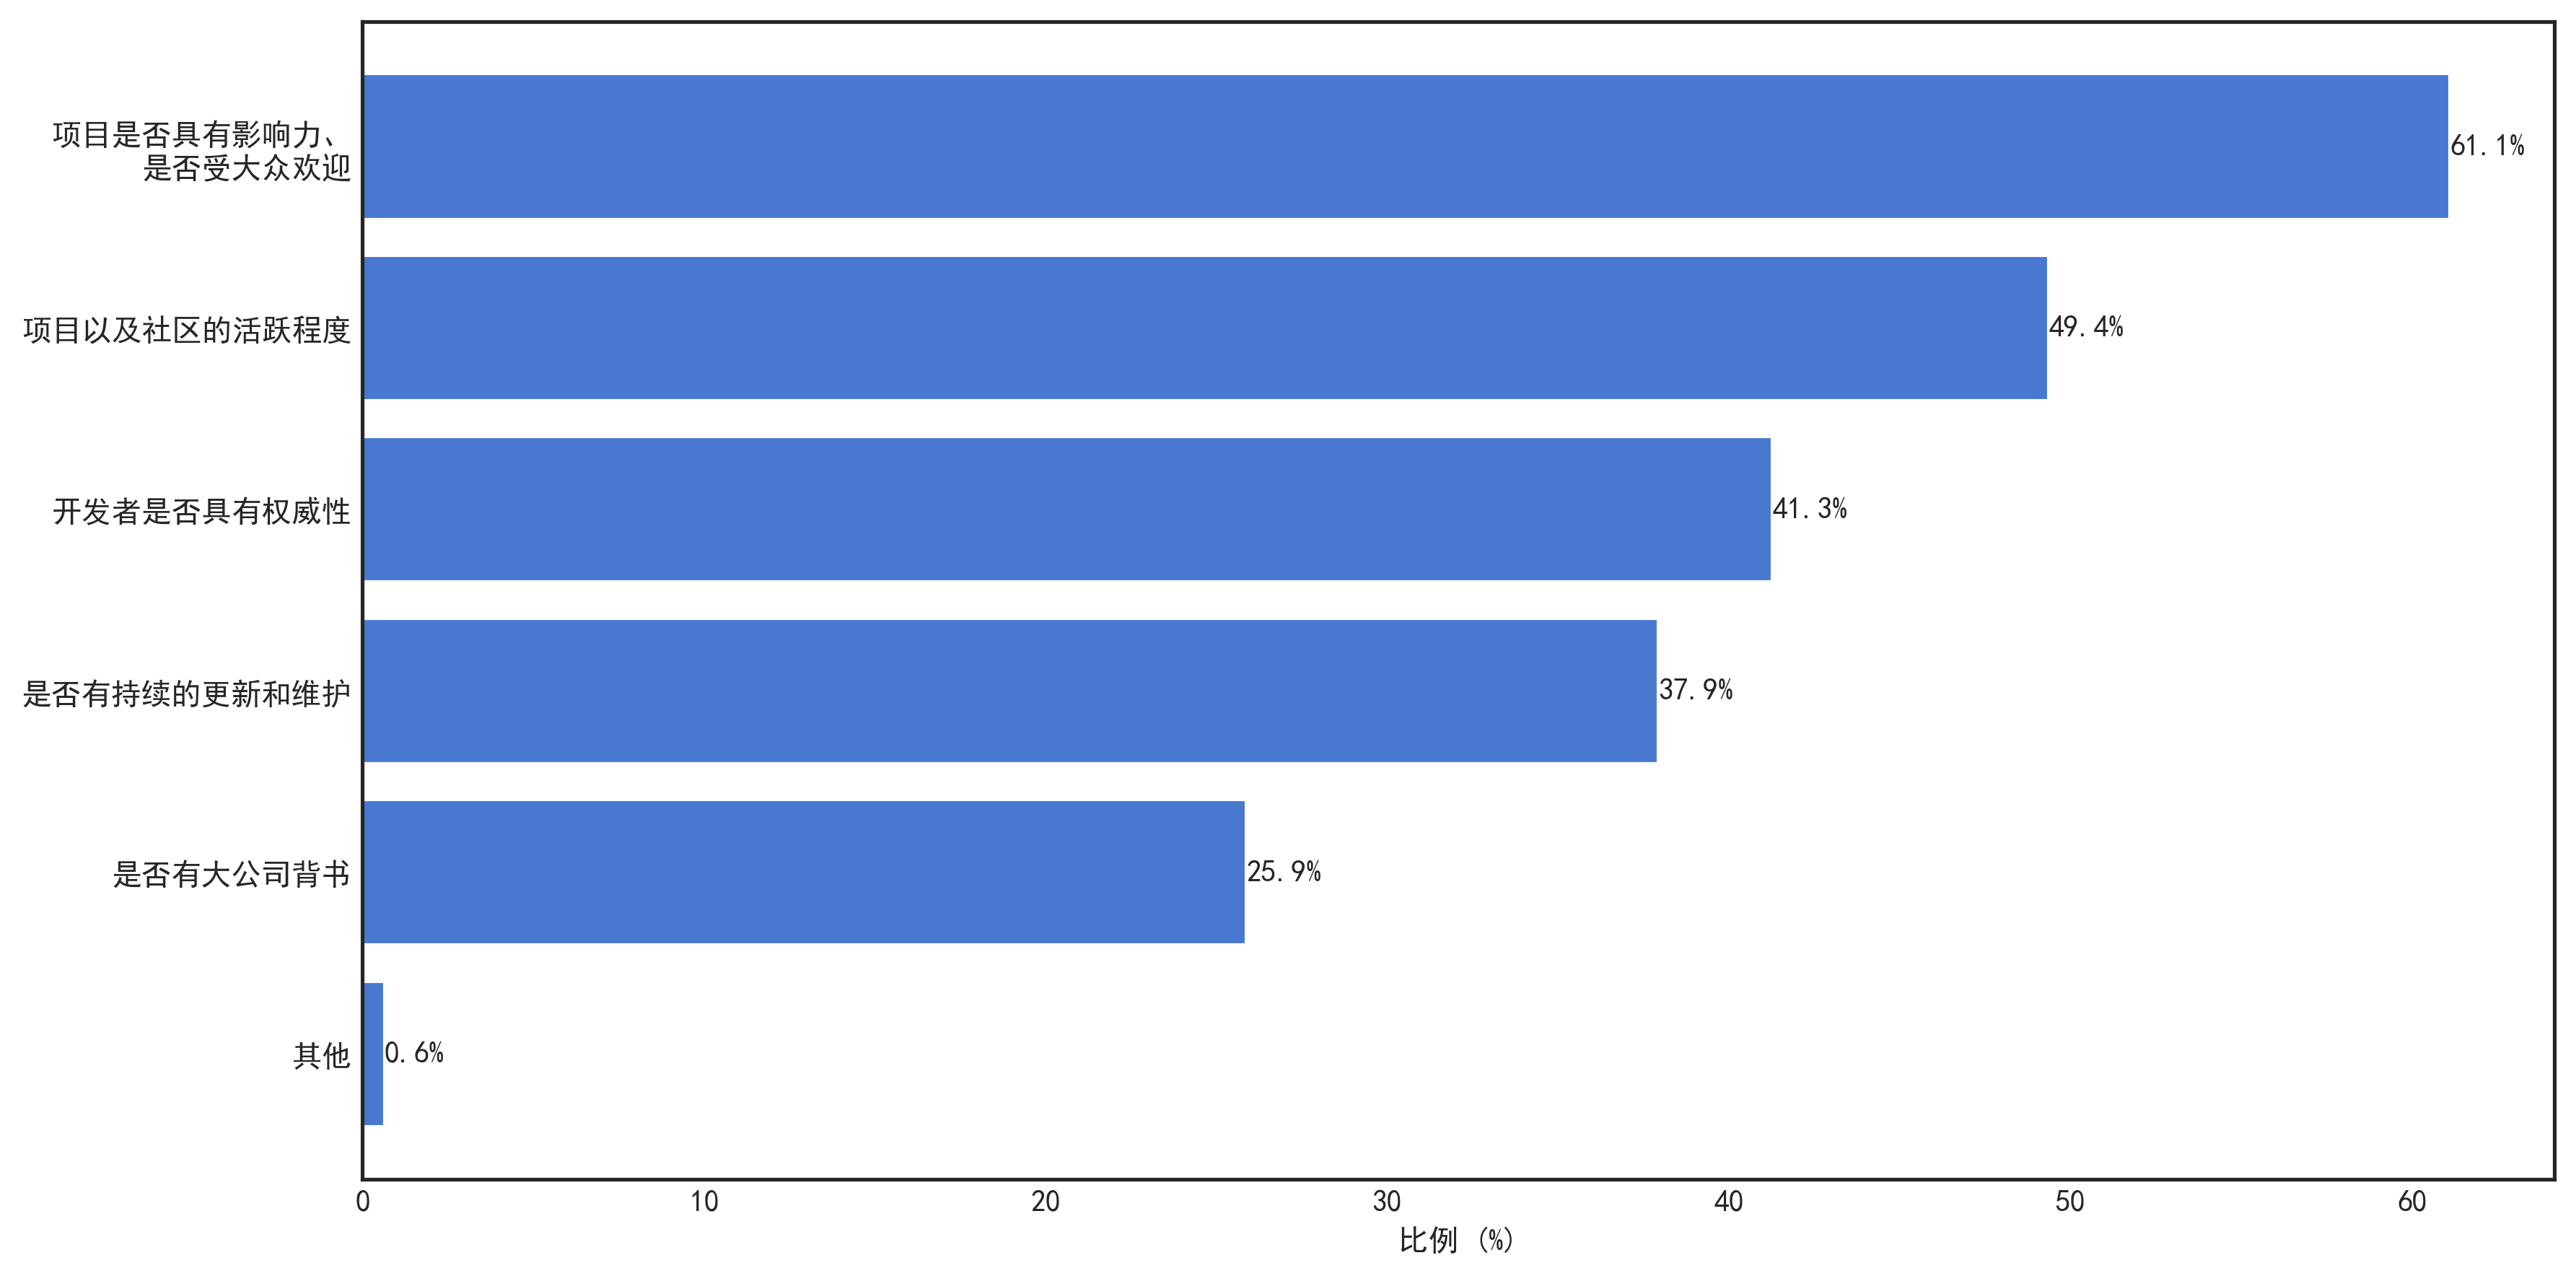 项目是否具有影响力、
是否受大众欢迎
61.1%
项目以及社区的活跃程度
49.4%
开发者是否具有权威性
41.3%
是否有持续的更新和维护
37.9%
是否有大公司背书
25.9%
其他
0.6%
0 10 20 30 40 50 60
比例 (%)